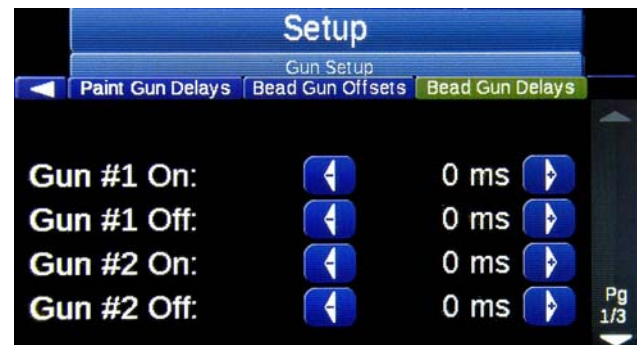 Setup
Gun Setup
Paint Gun Delays Bead Gun Offsets Bead Gun Delays
Gun #1 On: - 0 ms +
Gun #1 Off: - 0 ms +
Gun #2 On: - 0 ms +
Gun #2 Off: - 0 ms +
Pg
1/3